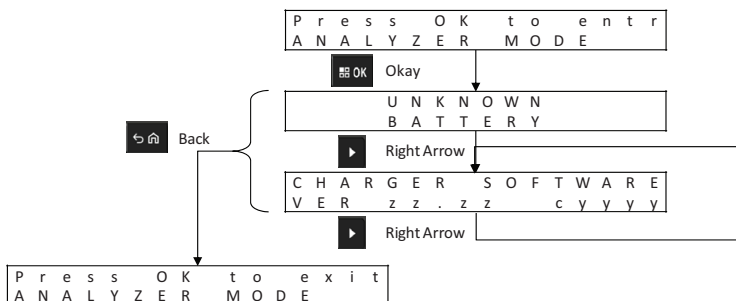 Press OK to entr
ANALYZER MODE
OK Okay
UNKNOWN
BATTERY
Back
Right Arrow
CHARGER SOFTWARE
VER zz.zz cyyyy
Right Arrow
Press OK to exit
ANALYZER MODE